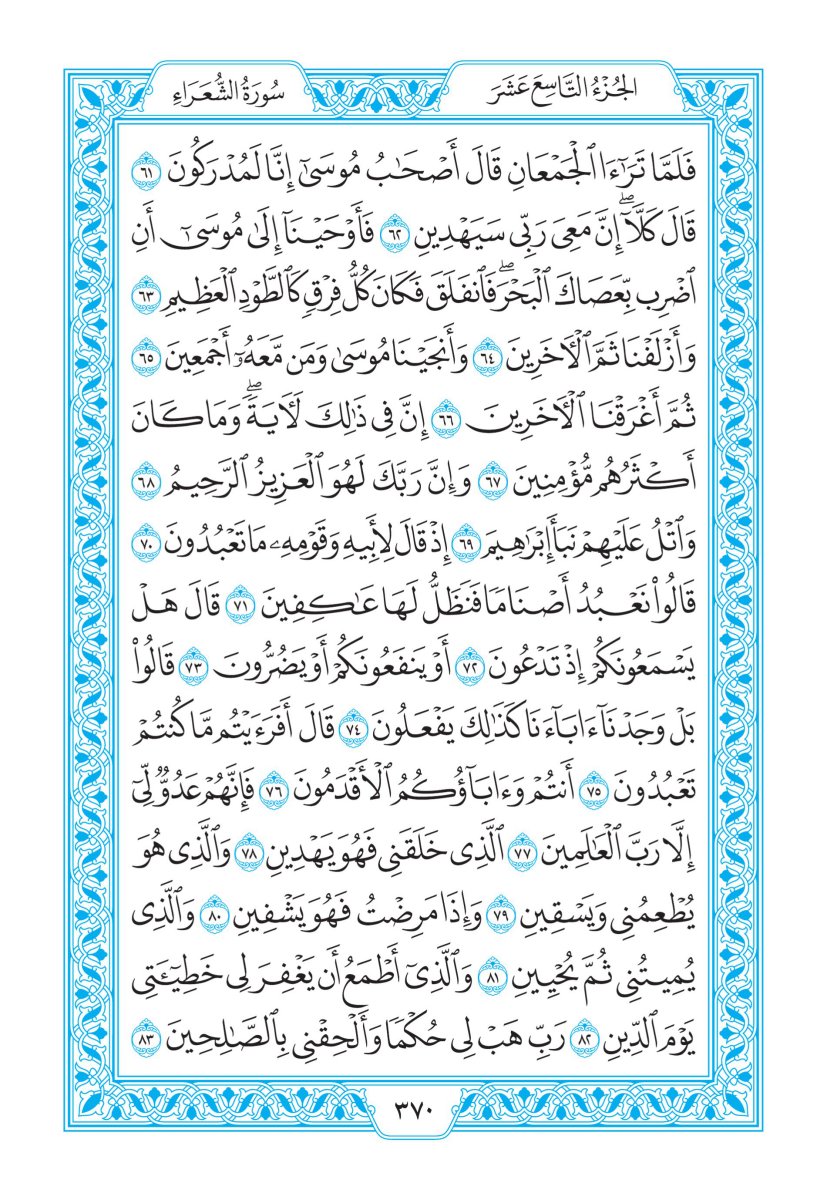 الجُزْءُ التَّاسِعَ عَشَرَ
سُورَةُ الشُّعَرَاءِ
فَلَمَّا تَرَٰٓءَا ٱلْجَمْعَانِ قَالَ أَصْحَٰبُ مُوسَىٰٓ إِنَّا لَمُدْرَكُونَ ٦١
قَالَ كَلَّآۖ إِنَّ مَعِىَ رَبِّى سَيَهْدِينِ ٦٢ فَأَوْحَيْنَآ إِلَىٰ مُوسَىٰٓ أَنِ
ٱضْرِب بِّعَصَاكَ ٱلْبَحْرَۖ فَٱنفَلَقَ فَكَانَ كُلُّ فِرْقٍ كَٱلطَّوْدِ ٱلْعَظِيمِ ٦٣
وَأَزْلَفْنَا ثَمَّ ٱلْأٓخَرِينَ ٦٤ وَأَنجَيْنَا مُوسَىٰ وَمَن مَّعَهُۥٓ أَجْمَعِينَ ٦٥
ثُمَّ أَغْرَقْنَا ٱلْأٓخَرِينَ ٦٦ إِنَّ فِى ذَٰلِكَ لَأٓيَةًۖ وَمَا كَانَ
أَكْثَرُهُم مُّؤْمِنِينَ ٦٧ وَإِنَّ رَبَّكَ لَهُوَ ٱلْعَزِيزُ ٱلرَّحِيمُ ٦٨
وَٱتْلُ عَلَيْهِمْ نَبَأَ إِبْرَٰهِيمَ ٦٩ إِذْ قَالَ لِأَبِيهِ وَقَوْمِهِۦ مَا تَعْبُدُونَ ٧٠
قَالُوا۟ نَعْبُدُ أَصْنَامًا فَنَظَلُّ لَهَا عَٰكِفِينَ ٧١ قَالَ هَلْ
يَسْمَعُونَكُمْ إِذْ تَدْعُونَ ٧٢ أَوْ يَنفَعُونَكُمْ أَوْ يَضُرُّونَ ٧٣ قَالُوا۟
بَلْ وَجَدْنَآ ءَابَآءَنَا كَذَٰلِكَ يَفْعَلُونَ ٧٤ قَالَ أَفَرَءَيْتُم مَّا كُنتُمْ
تَعْبُدُونَ ٧٥ أَنتُمْ وَءَابَآؤُكُمُ ٱلْأَقْدَمُونَ ٧٦ فَإِنَّهُمْ عَدُوٌّ لِّىٓ
إِلَّا رَبَّ ٱلْعَٰلَمِينَ ٧٧ ٱلَّذِى خَلَقَنِى فَهُوَ يَهْدِينِ ٧٨ وَٱلَّذِى هُوَ
يُطْعِمُنِى وَيَسْقِينِ ٧٩ وَإِذَا مَرِضْتُ فَهُوَ يَشْفِينِ ٨٠ وَٱلَّذِى
يُمِيتُنِى ثُمَّ يُحْيِينِ ٨١ وَٱلَّذِىٓ أَطْمَعُ أَن يَغْفِرَ لِى خَطِيٓـَٔتِى
يَوْمَ ٱلدِّينِ ٨٢ رَبِّ هَبْ لِى حُكْمًا وَأَلْحِقْنِى بِٱلصَّٰلِحِينَ ٨٣
٣٧٠